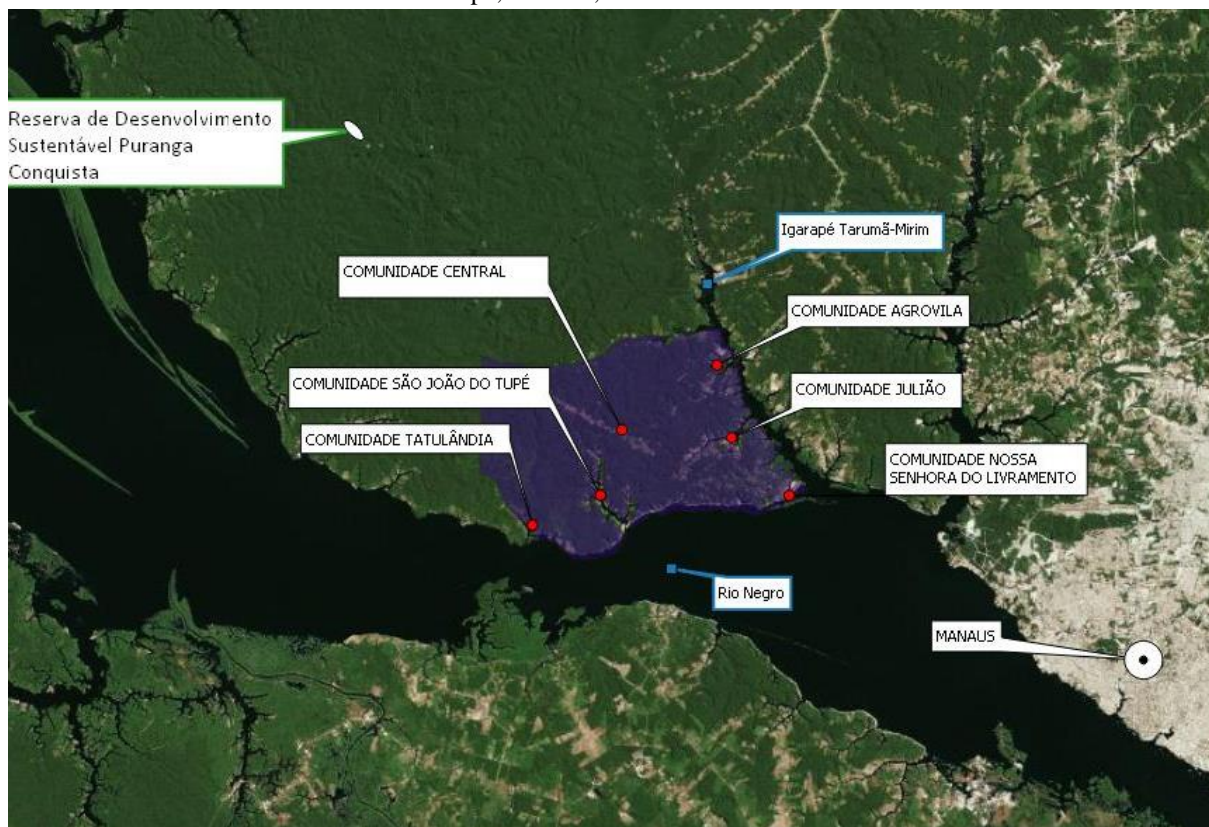 Reserva de Desenvolvimento
Sustentável Puranga
Conquista
Igarapé Tarumã-Mirim
COMUNIDADE CENTRAL
COMUNIDADE AGROVILA
COMUNIDADE SÃO JOÃO DO TUPÉ
COMUNIDADE JULIÃO
COMUNIDADE TATULÂNDIA
COMUNIDADE NOSSA
SENHORA DO LIVRAMENTO
Rio Negro
MANAUS